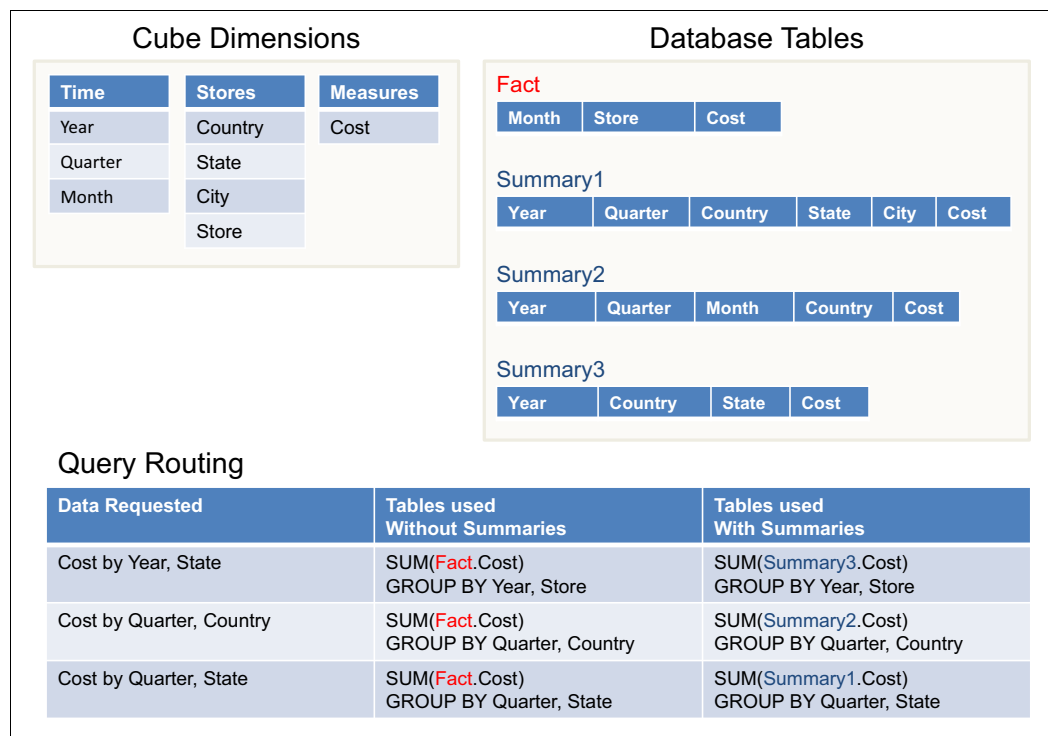 Cube Dimensions
Time Stores Measures
Year Country Cost
Quarter State
Month City
Store
Database Tables
Fact
Month Store Cost
Summary1
Year Quarter Country State City Cost
Summary2
Year Quarter Month Country Cost
Summary3
Year Country State Cost
Query Routing
Data Requested
Tables used
Without Summaries
Tables used
With Summaries
Cost by Year, State
SUM(Fact.Cost)
GROUP BY Year, Store
SUM(Summary3.Cost)
GROUP BY Year, Store
Cost by Quarter, Country
SUM(Fact.Cost)
GROUP BY Quarter, Country
SUM(Summary2.Cost)
GROUP BY Quarter, Country
Cost by Quarter, State
SUM(Fact.Cost)
GROUP BY Quarter, State
SUM(Summary1.Cost)
GROUP BY Quarter, State